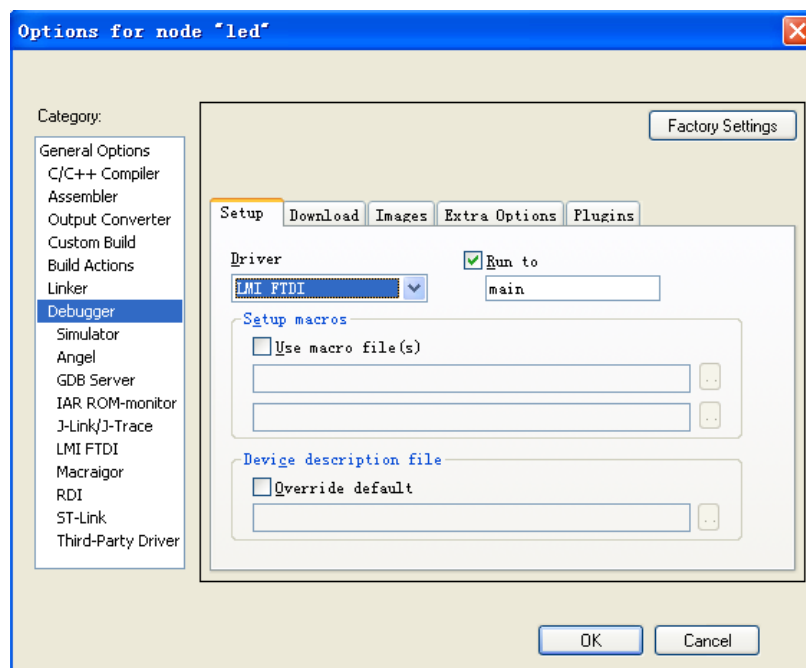 Options for node "led"
Category:
Factory Settings
General Options
C/C++ Compiler
Assembler
Output Converter
Custom Build
Build Actions
Linker
Debugger
Simulator
Angel
GDB Server
IAR ROM-monitor
J-Link/J-Trace
LMI FTDI
Macraigor
RDI
ST-Link
Third-Party Driver
Setup Download Images Extra Options Plugins
Driver
LMI FTDI
Run to
main
Setup macros
Use macro file(s)
..
..
Device description file
Override default
..
OK Cancel